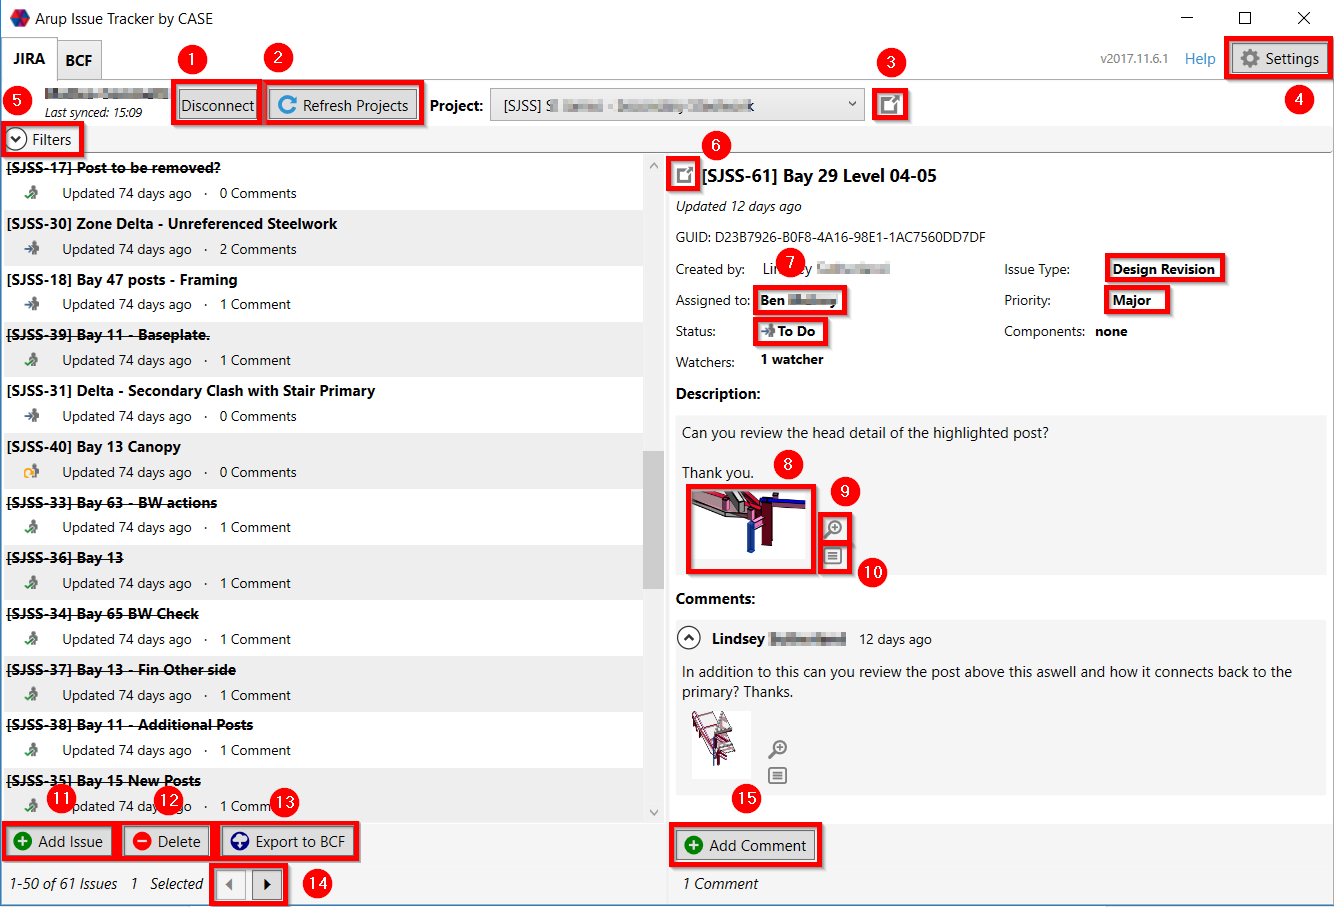 Arup Issue Tracker by CASE
JIRA
BCF
1
2
3
v2017.11.6.1
Help
Settings
4
5
Last synced: 15:09
Disconnect
Refresh Projects
Project:
[SJSS]
Filters
[SJSS-17] Post to be removed?
Updated 74 days ago · 0 Comments
[SJSS-30] Zone Delta - Unreferenced Steelwork
Updated 74 days ago · 2 Comments
[SJSS-18] Bay 47 posts - Framing
Updated 74 days ago · 1 Comment
[SJSS-39] Bay 11 - Baseplate.
Updated 74 days ago · 1 Comment
[SJSS-31] Delta - Secondary Clash with Stair Primary
Updated 74 days ago · 0 Comments
[SJSS-40] Bay 13 Canopy
Updated 74 days ago · 0 Comments
[SJSS-33] Bay 63 - BW actions
Updated 74 days ago · 1 Comment
[SJSS-36] Bay 13
Updated 74 days ago · 1 Comment
[SJSS-34] Bay 65 BW Check
Updated 74 days ago · 1 Comment
[SJSS-37] Bay 13 - Fin Other side
Updated 74 days ago · 1 Comment
[SJSS-38] Bay 11 - Additional Posts
Updated 74 days ago · 1 Comment
[SJSS-35] Bay 15 New Posts
Updated 74 days ago · 1 Comment
11
12
13
Add Issue
Delete
Export to BCF
1-50 of 61 Issues 1 Selected
14
6
[SJSS-61] Bay 29 Level 04-05
Updated 12 days ago
GUID: D23B7926-B0F8-4A16-98E1-1AC7560DD7DF
7
Created by:
Issue Type: Design Revision
Assigned to: Ben
Priority: Major
Status: To Do
Components: none
Watchers: 1 watcher
Description:
Can you review the head detail of the highlighted post?
Thank you.
8
9
10
Comments:
Lindsey
12 days ago
In addition to this can you review the post above this aswell and how it connects back to the
primary? Thanks.
15
Add Comment
1 Comment